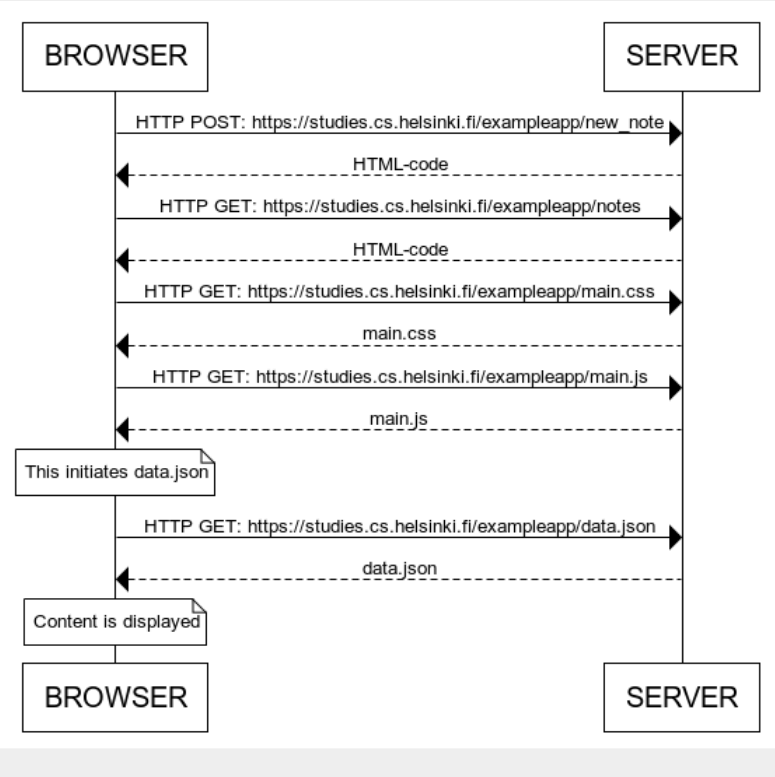 BROWSER
SERVER
HTTP POST: https://studies.cs.helsinki.fi/exampleapp/new_note
HTML-code
HTTP GET: https://studies.cs.helsinki.fi/exampleapp/notes
HTML-code
HTTP GET: https://studies.cs.helsinki.fi/exampleapp/main.css
main.css
HTTP GET: https://studies.cs.helsinki.fi/exampleapp/main.js
main.js
This initiates data.json
HTTP GET: https://studies.cs.helsinki.fi/exampleapp/data.json
data.json
Content is displayed
BROWSER
SERVER